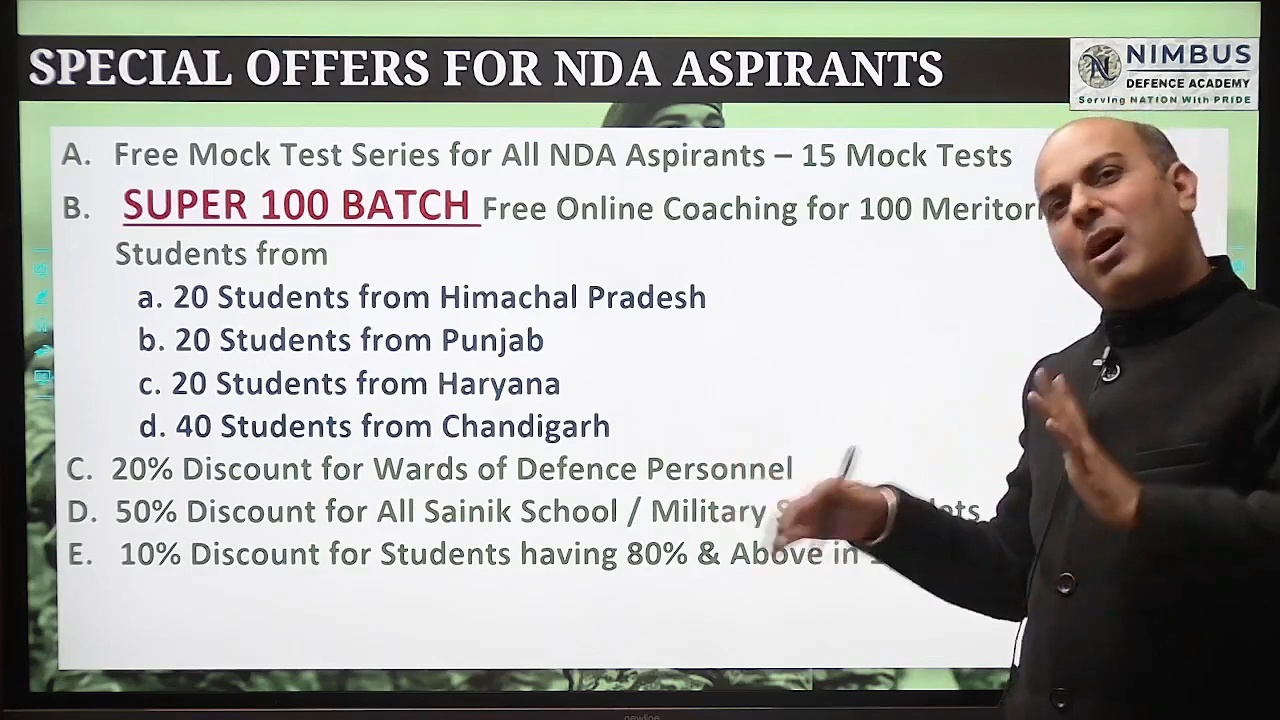 SPECIAL OFFERS FOR NDA ASPIRANTS
NIMBUS
DEFENCE ACADEMY
Serving NATION With PRIDE
A. Free Mock Test Series for All NDA Aspirants – 15 Mock Tests
B. SUPER 100 BATCH Free Online Coaching for 100
Students from
a. 20 Students from Himachal Pradesh
b. 20 Students from Punjab
c. 20 Students from Haryana
d. 40 Students from Chandigarh
C. 20% Discount for Wards of Defence Personnel
D. 50% Discount for All Sainik School / Military
E. 10% Discount for Students having 80% & Above in
newline